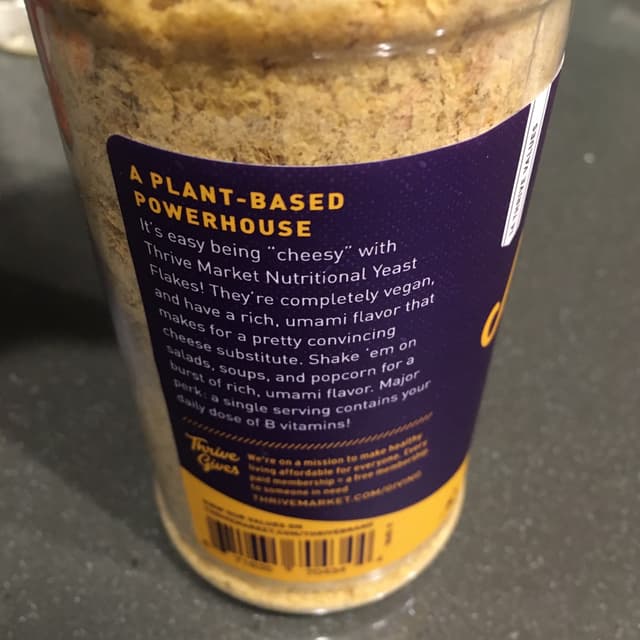 A PLANT-BASED
POWERHOUSE
It's easy being "cheesy" with
Thrive Market Nutritional Yeast
Flakes! They're completely vegan,
and have a rich, umami flavor that
makes for a pretty convincing
cheese substitute. Shake 'em on
salads, soups, and popcorn for a
burst of rich, umami flavor. Major
perk: a single serving contains your
daily dose of B vitamins!
Thrive
Gives
We're on a mission to make healthy
living affordable for everyone. Every
paid membership = a free membership
to someone in need.
THRIVEMARKET.COM/GIVING